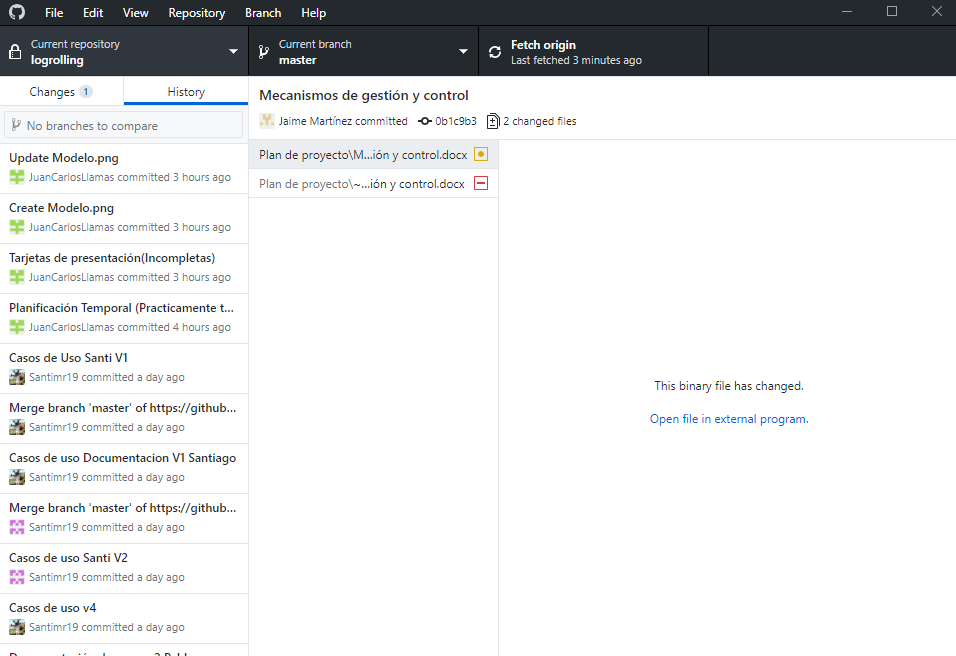 File Edit View Repository Branch Help
Current repository
logrolling
Current branch
master
Fetch origin
Last fetched 3 minutes ago
Changes 1
History
No branches to compare
Update Modelo.png
JuanCarlosLlamas committed 3 hours ago
Create Modelo.png
JuanCarlosLlamas committed 3 hours ago
Tarjetas de presentación(Incompletas)
JuanCarlosLlamas committed 3 hours ago
Planificación Temporal (Practicamente t...
JuanCarlosLlamas committed 4 hours ago
Casos de Uso Santi V1
Santimr19 committed a day ago
Merge branch 'master' of https://github...
Santimr19 committed a day ago
Casos de uso Documentacion V1 Santiago
Santimr19 committed a day ago
Merge branch 'master' of https://github...
Santimr19 committed a day ago
Casos de uso Santi V2
Santimr19 committed a day ago
Casos de uso v4
Santimr19 committed a day ago
Mecanismos de gestión y control
Jaime Martínez committed 0b1c9b3 2 changed files
Plan de proyecto\M...ión y control.docx
Plan de proyecto\~...ión y control.docx
This binary file has changed.
Open file in external program.